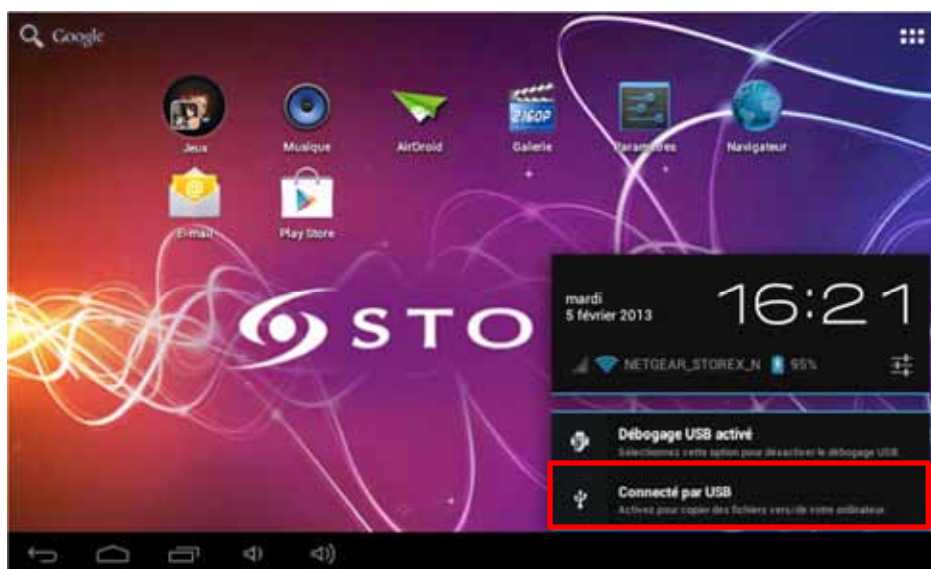 Google
2160P
Jeux
Musique
AirDroid
Galerie
Paramètres
Navigateur
@
E-mail
Play Store
STO
mardi
5 février 2013
16:21
NETGEAR_STOREX_N 95%
Débogage USB activé
Sélectionnez cette option pour désactiver le débogage USB.
Connecté par USB
Activez pour copier des fichiers vers/de votre ordinateur.